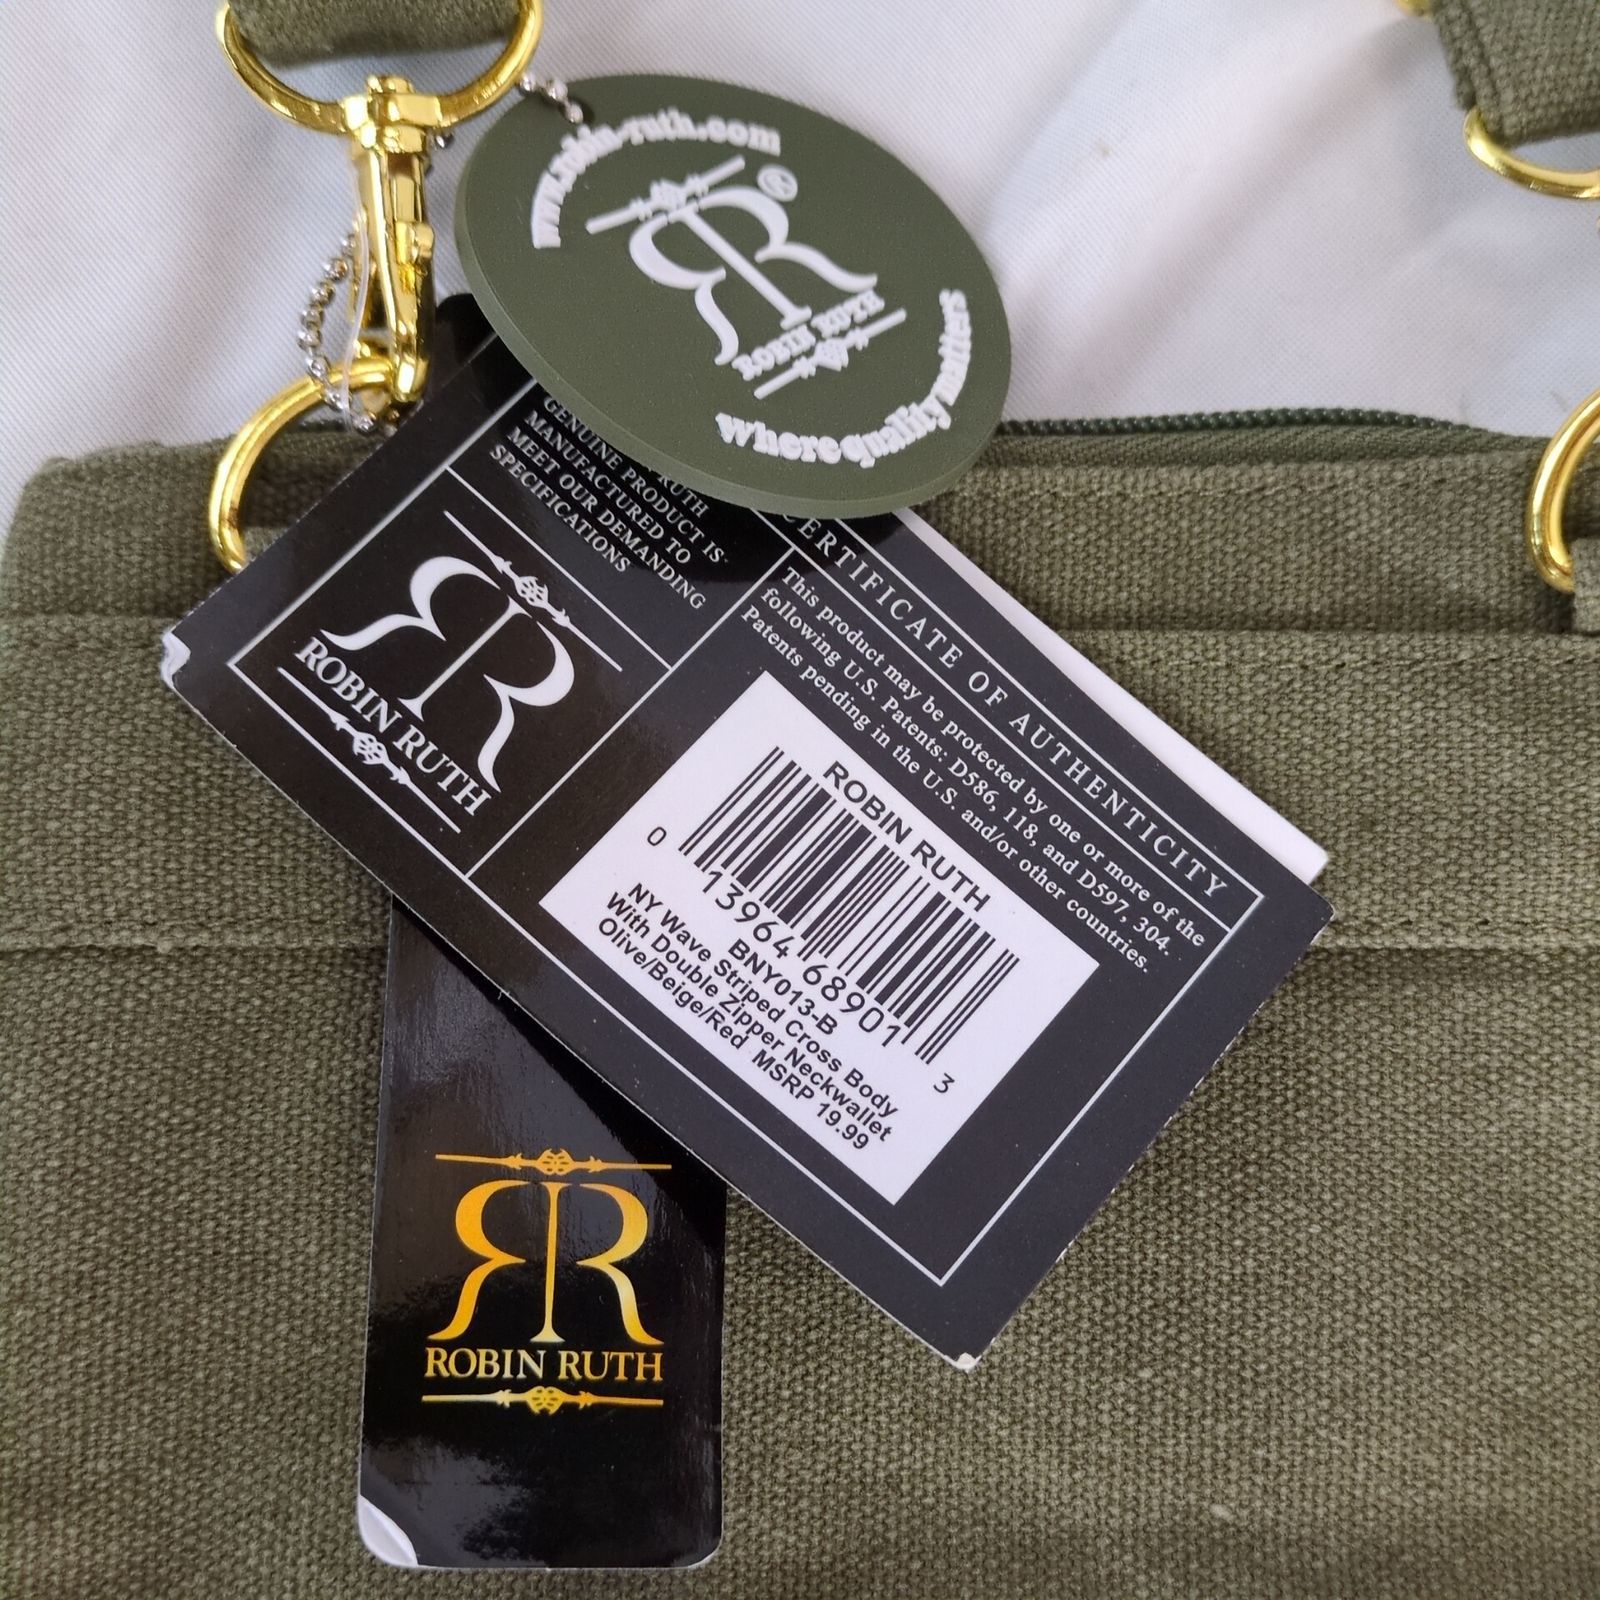 www.robin-ruth.com
R
ROBIN RUTH
where quality matters
GENUINE RUTH
MANUFACTURED PRODUCT IS
MEET OUR DEMANDING TO
SPECIFICATIONS
RR
ROBIN RUTH
CERTIFICATE OF AUTHENTICITY
This product may be protected by one or more of the
following U.S. Patents: D586, 118, and D597, 304.
Patents pending in the U.S. and/or other countries.
ROBIN RUTH
0 13964 68901 3
BNY013-B
NY Wave Striped Cross Body
With Double Zipper Neckwallet
Olive/Beige/Red MSRP 19.99
RR
ROBIN RUTH